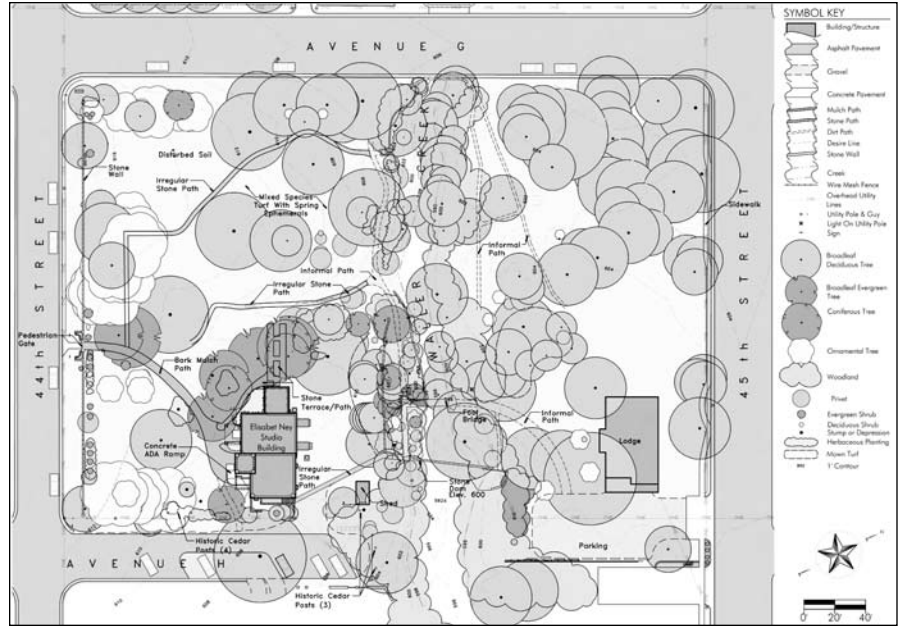 AVENUE G
44th STREET
45th STREET
AVENUE H
WALLER CREEK
Stone
Wall
Disturbed Soil
Irregular
Stone Path
Mixed Species
Turf With Spring
Ephemerals
Informal Path
Irregular Stone
Path
Informal
Path
Sidewalk
Pedestrian
Gate
Bark Mulch
Path
Stone
Terrace/Path
Elisabet Ney
Studio
Building
Concrete
ADA Ramp
Irregular
Stone
Path
Foot
Bridge
Informal
Path
Lodge
Stone
Dam
Elev. 600
Shed
Historic Cedar
Posts (4)
Historic Cedar
Posts (3)
Parking
SYMBOL KEY
Building/Structure
Asphalt Pavement
Gravel
Concrete Pavement
Mulch Path
Stone Path
Dirt Path
Desire Line
Stone Wall
Creek
Wire Mesh Fence
Overhead Utility
Lines
Utility Pole & Guy
Light On Utility Pole
Sign
Broadleaf
Deciduous Tree
Broadleaf Evergreen
Tree
Coniferous Tree
Ornamental Tree
Woodland
Privet
Evergreen Shrub
Deciduous Shrub
Stump or Depression
Herbaceous Planting
Mown Turf
1' Contour
0' 20' 40'